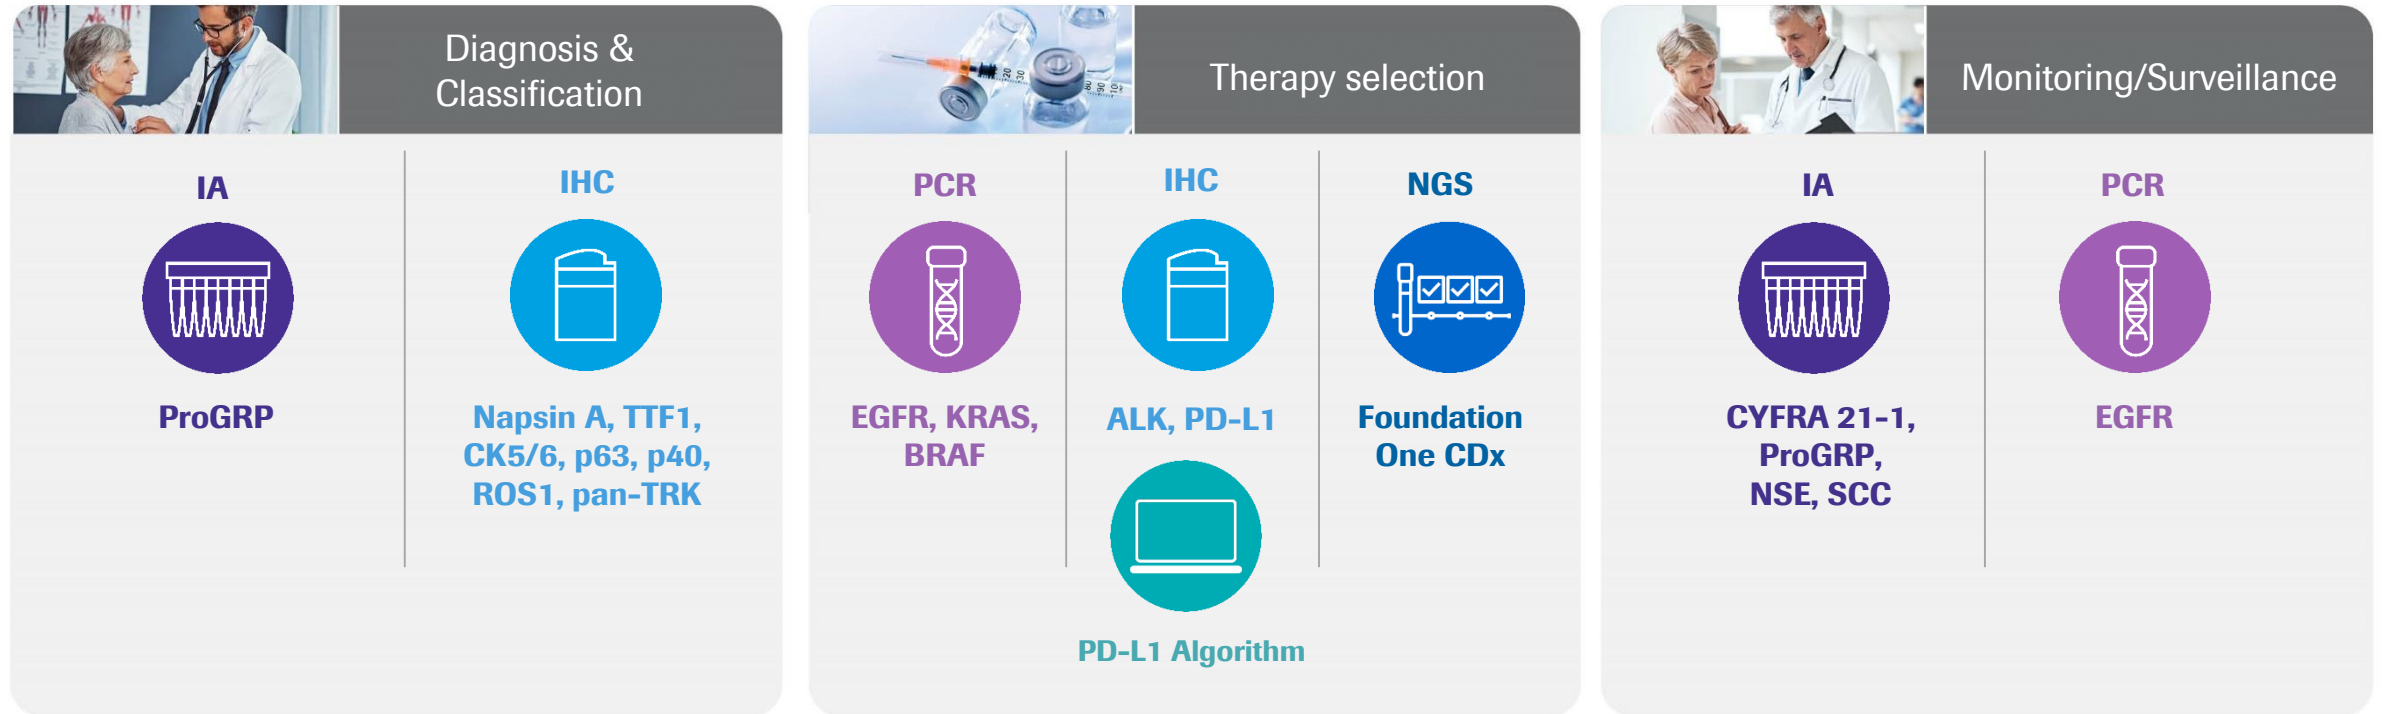 Diagnosis &
Classification
IA
ProGRP
IHC
Napsin A, TTF1,
CK5/6, p63, p40,
ROS1, pan-TRK
Therapy selection
PCR
EGFR, KRAS,
BRAF
IHC
ALK, PD-L1
PD-L1 Algorithm
NGS
Foundation
One CDx
Monitoring/Surveillance
IA
CYFRA 21-1,
ProGRP,
NSE, SCC
PCR
EGFR